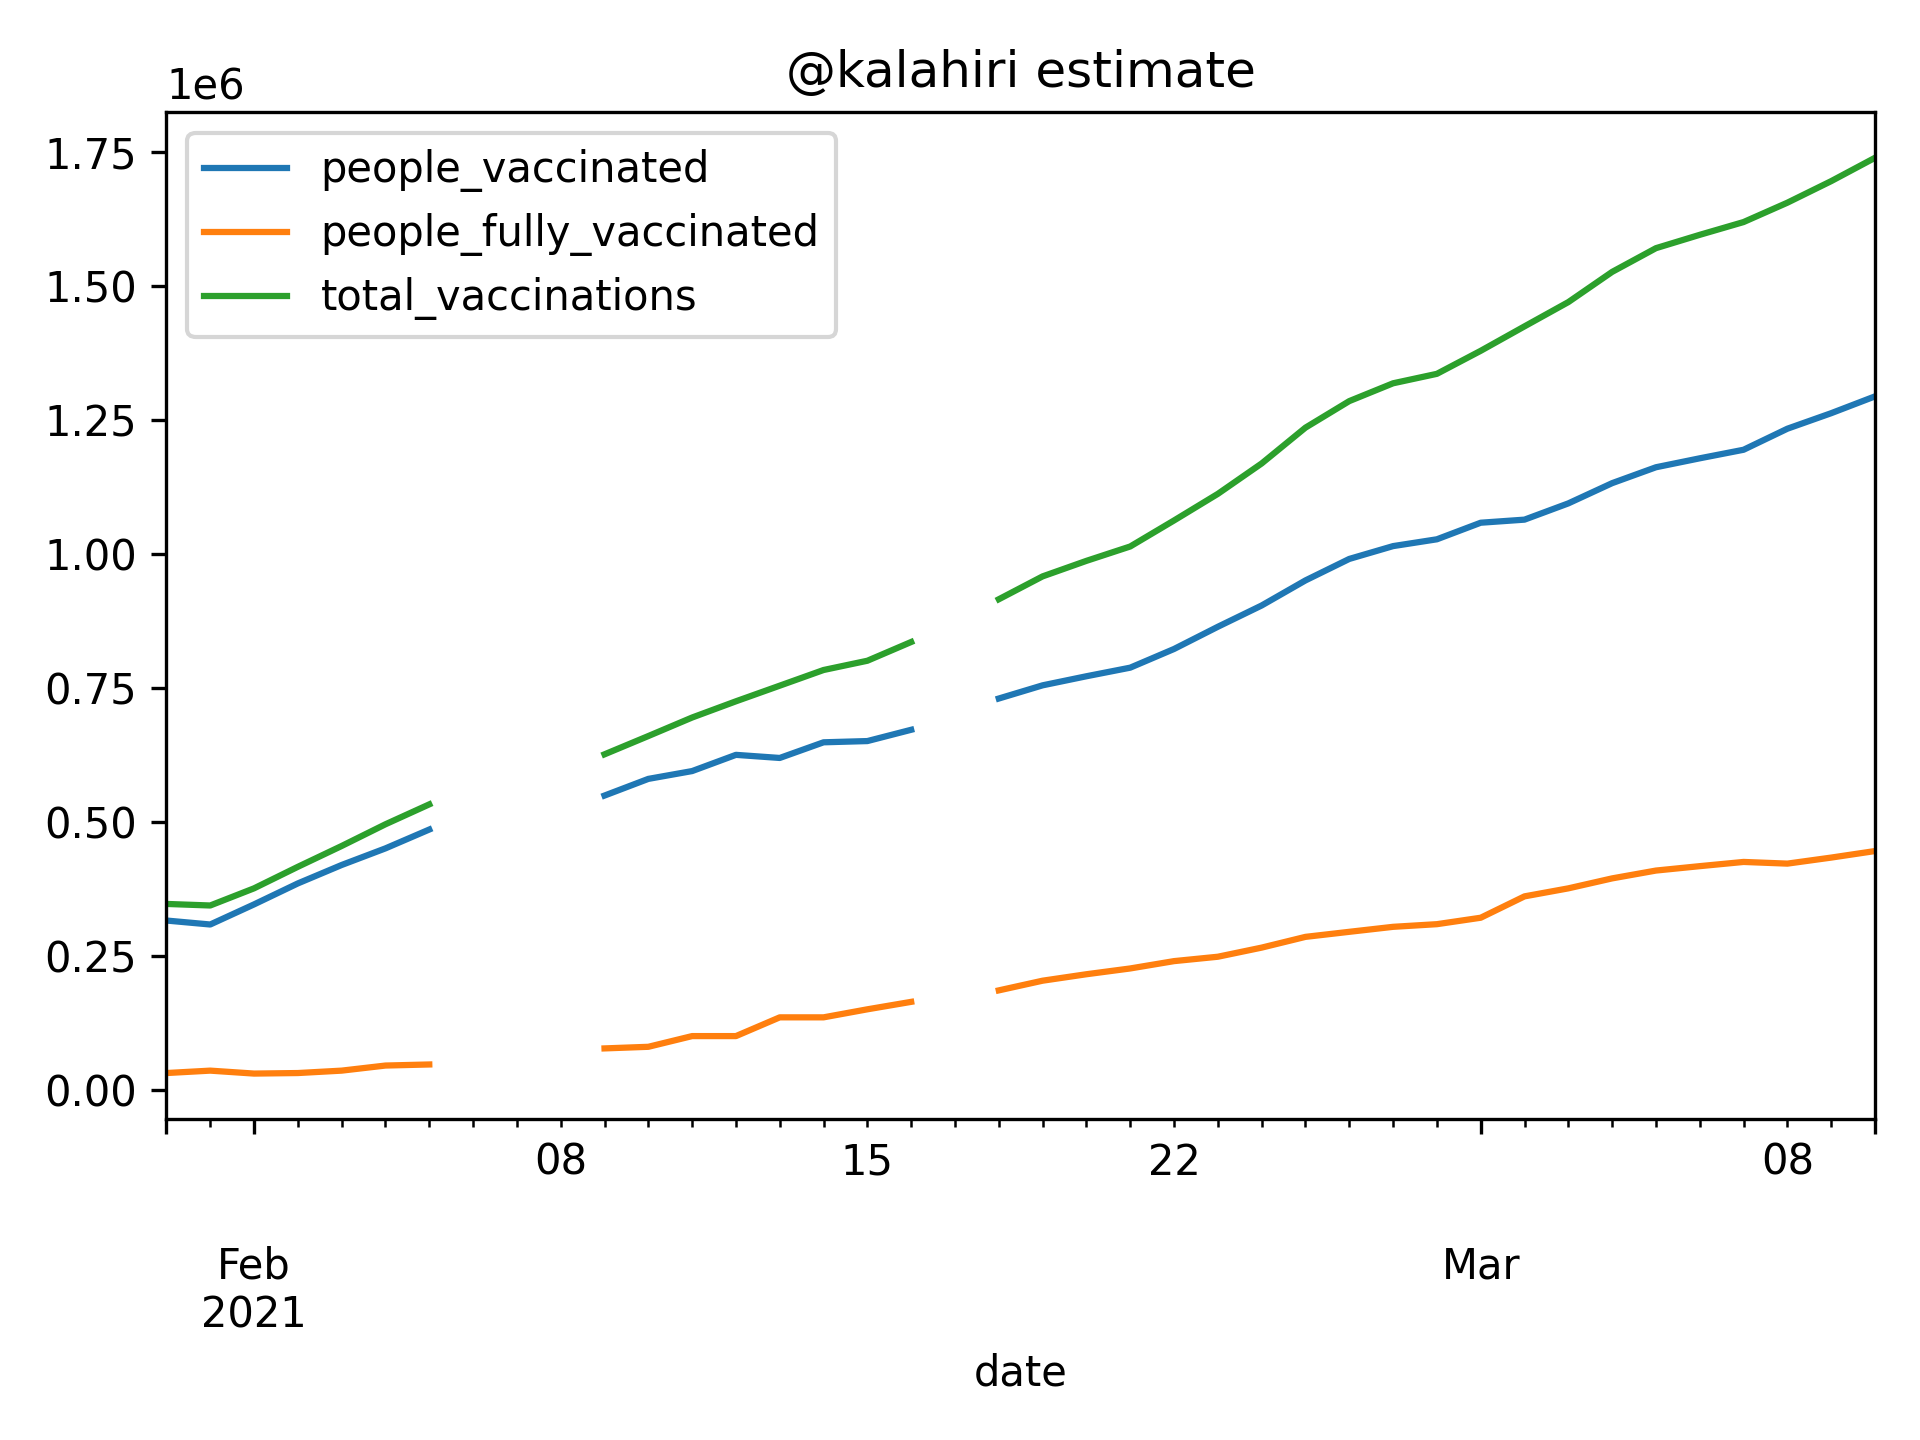 @kalahiri estimate
1e6
1.75
1.50
1.25
1.00
0.75
0.50
0.25
0.00
people_vaccinated
people_fully_vaccinated
total_vaccinations
08
15
22
08
Feb
2021
Mar
date